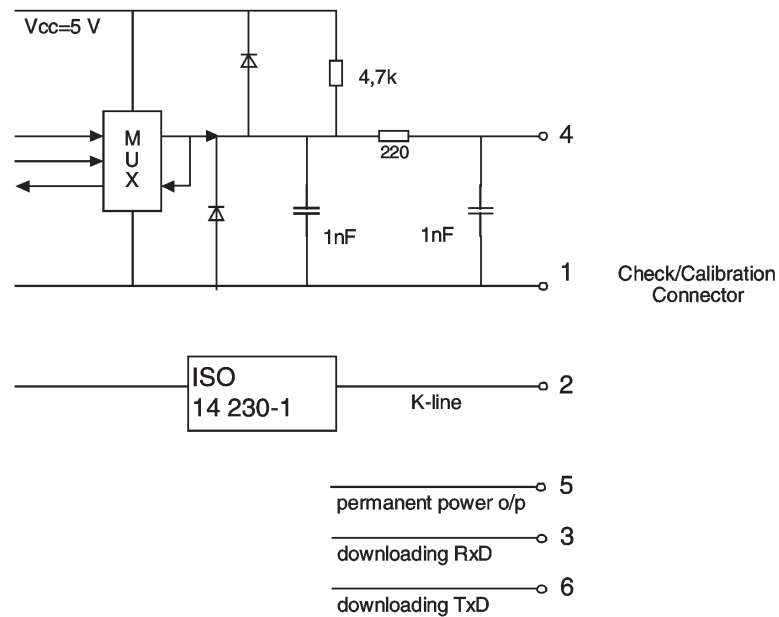 Vcc=5 V
4,7k
M
U
X
4
220
1nF
1nF
1
Check/Calibration
Connector
ISO
14 230-1
K-line
2
permanent power o/p
5
downloading RxD
3
downloading TxD
6